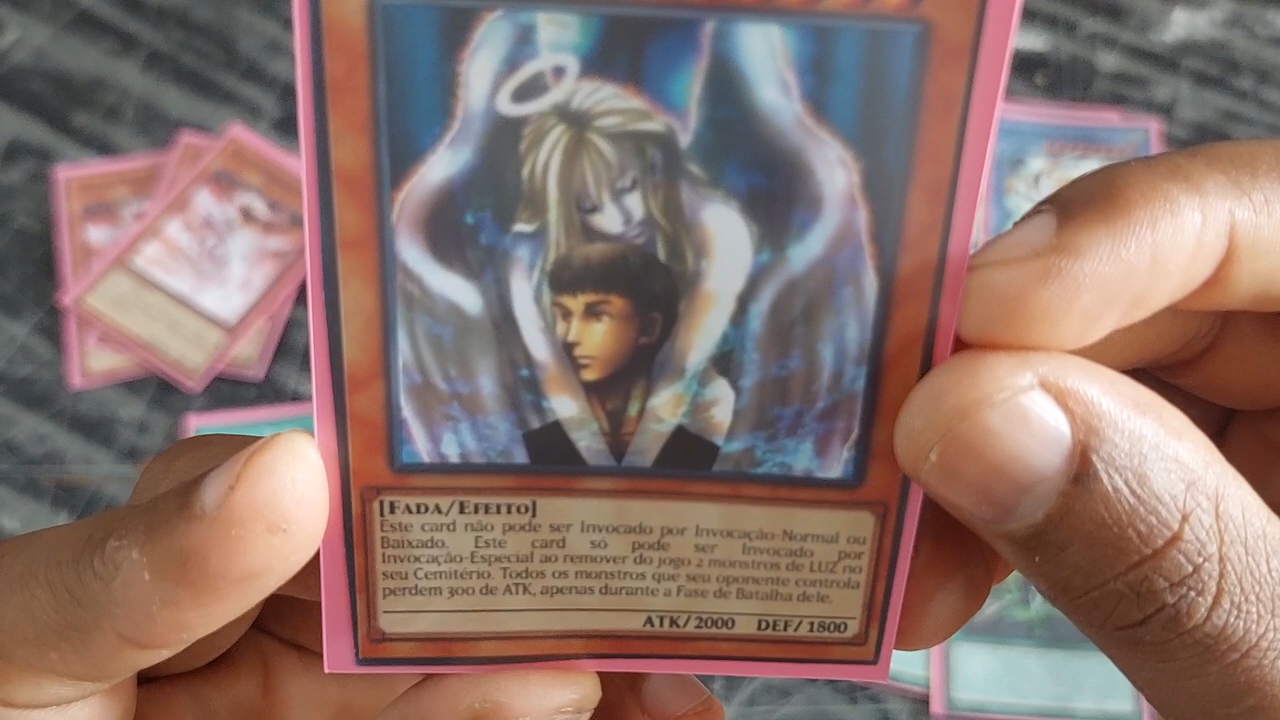 [FADA/EFEITO]
Este card não pode ser Invocado por Invocação-Normal ou
Baixado. Este card só pode ser Invocado por
Invocação-Especial ao remover do jogo 2 monstros de LUZ no
seu Cemitério. Todos os monstros que seu oponente controla
perdem 300 de ATK, apenas durante a Fase de Batalha dele.
ATK/2000 DEF/1800